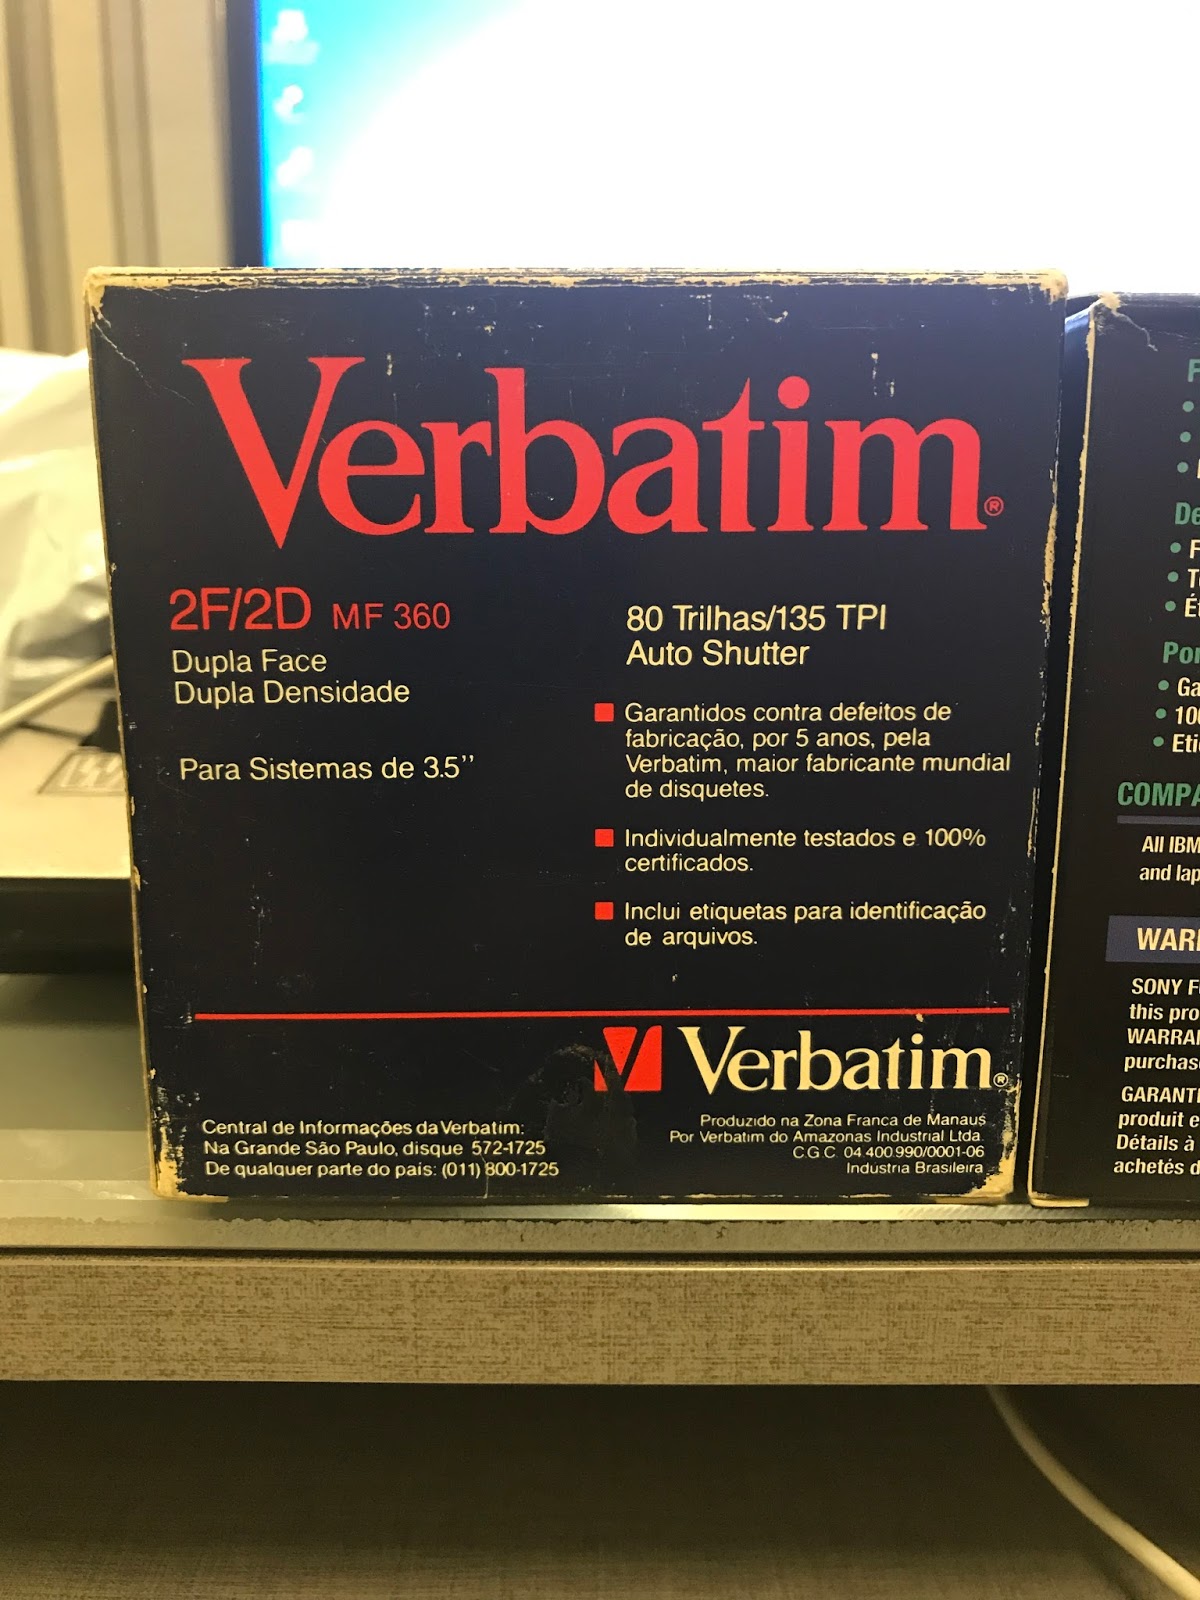 Verbatim®
2F/2D MF 360
Dupla Face
Dupla Densidade
Para Sistemas de 3.5''
80 Trilhas/135 TPI
Auto Shutter
Garantidos contra defeitos de
fabricação, por 5 anos, pela
Verbatim, maior fabricante mundial
de disquetes.
Individualmente testados e 100%
certificados.
Inclui etiquetas para identificação
de arquivos.
Verbatim®
Central de Informações da Verbatim:
Na Grande São Paulo, disque 572-1725
De qualquer parte do país: (011) 800-1725
Produzido na Zona Franca de Manaus
Por Verbatim do Amazonas Industrial Ltda.
C.G.C. 04.400.990/0001-06
Indústria Brasileira
COMPA
All IBM
and lap
WAR
SONY F
this pro
WARRA
purchas
GARANT
produit e
Détails à
achetés d